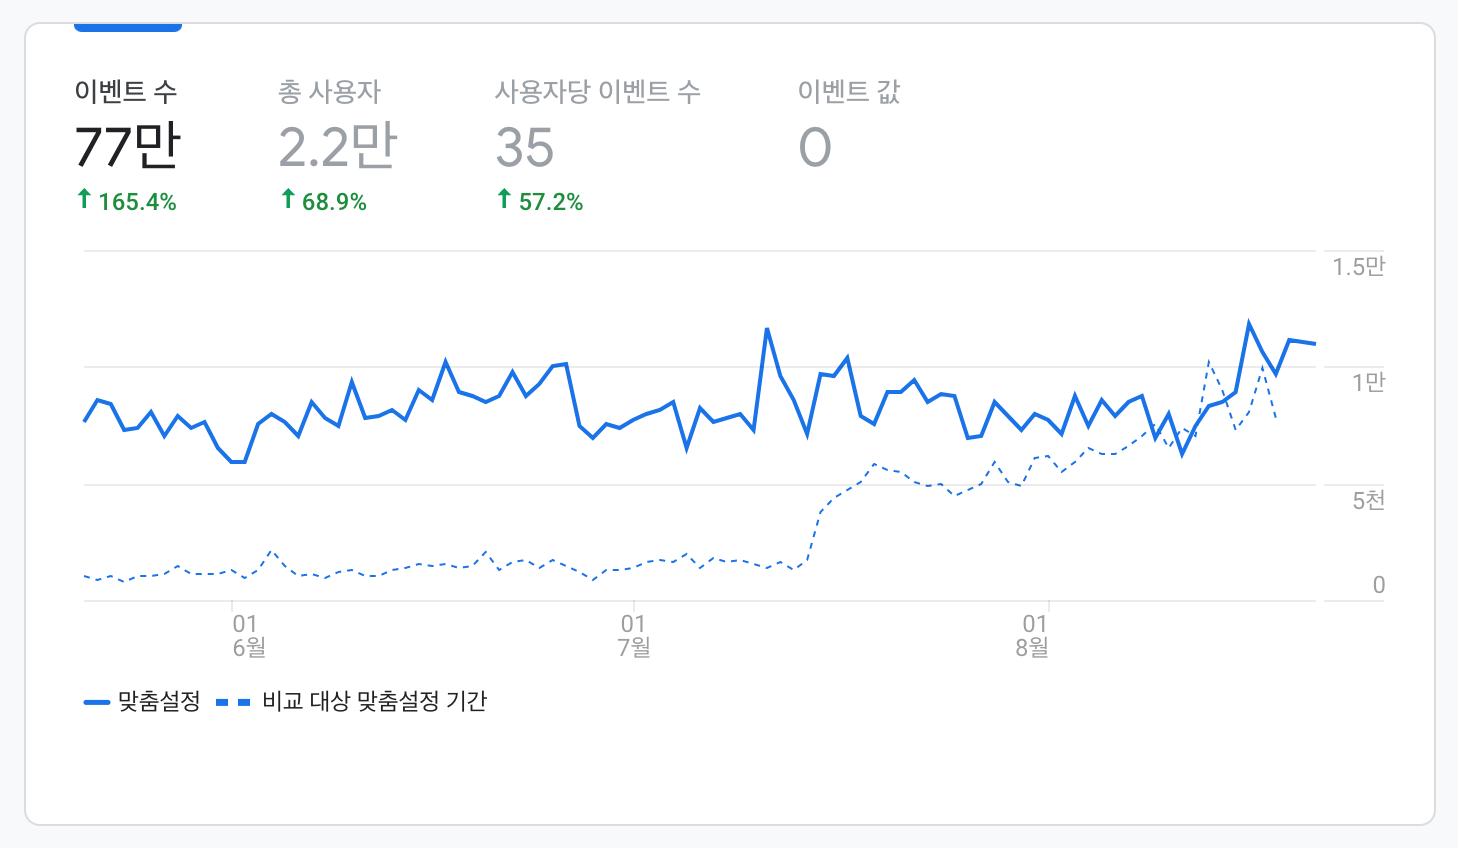 이벤트 수
77만
165.4%
총 사용자
2.2만
68.9%
사용자당 이벤트 수
35
57.2%
이벤트 값
0
1.5만
1만
5천
0
01
6월
01
7월
01
8월
맞춤설정
비교 대상 맞춤설정 기간